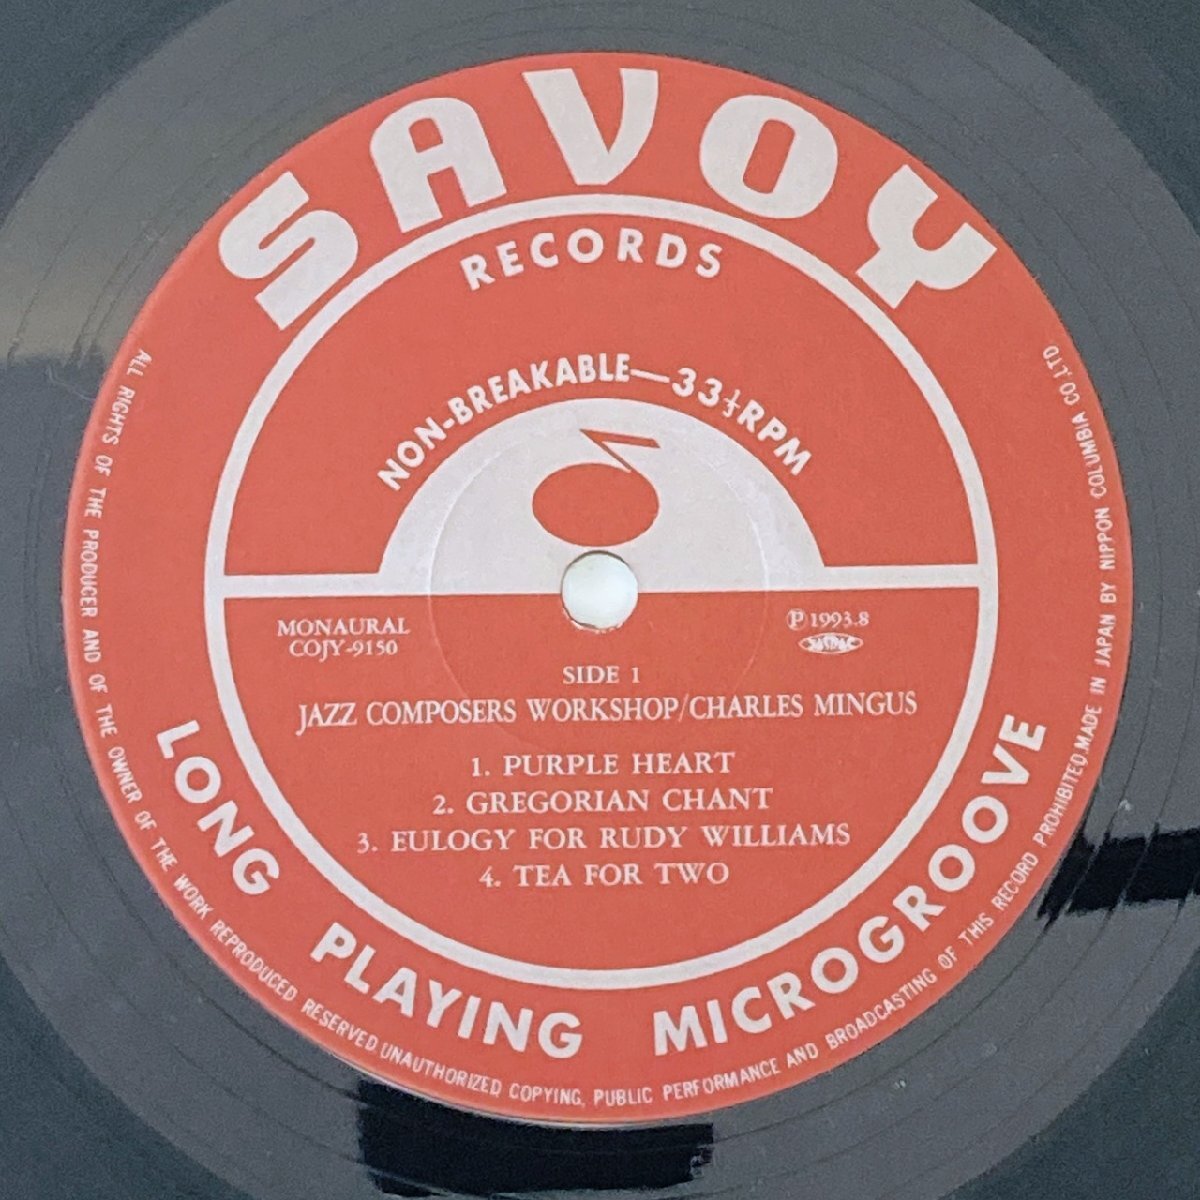 SAVOY
RECORDS
NON-BREAKABLE—33⅓RPM
MONAURAL
COJY-9150
Ⓟ1993.8
SIDE 1
JAZZ COMPOSERS WORKSHOP/CHARLES MINGUS
1. PURPLE HEART
2. GREGORIAN CHANT
3. EULOGY FOR RUDY WILLIAMS
4. TEA FOR TWO
LONG PLAYING MICROGROOVE
ALL RIGHTS OF THE PRODUCER AND OF THE OWNER OF THE WORK REPRODUCED RESERVED.UNAUTHORIZED COPYING, PUBLIC PERFORMANCE AND BROADCASTING OF THIS RECORD PROHIBITED.MADE IN JAPAN BY NIPPON COLUMBIA CO.,LTD.